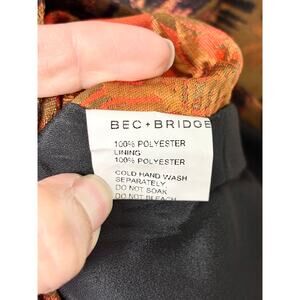 BEC + BRIDGE
100% POLYESTER
LINING
100% POLYESTER
COLD HAND WASH
SEPARATELY
DO NOT SOAK
DO NOT BLEACH